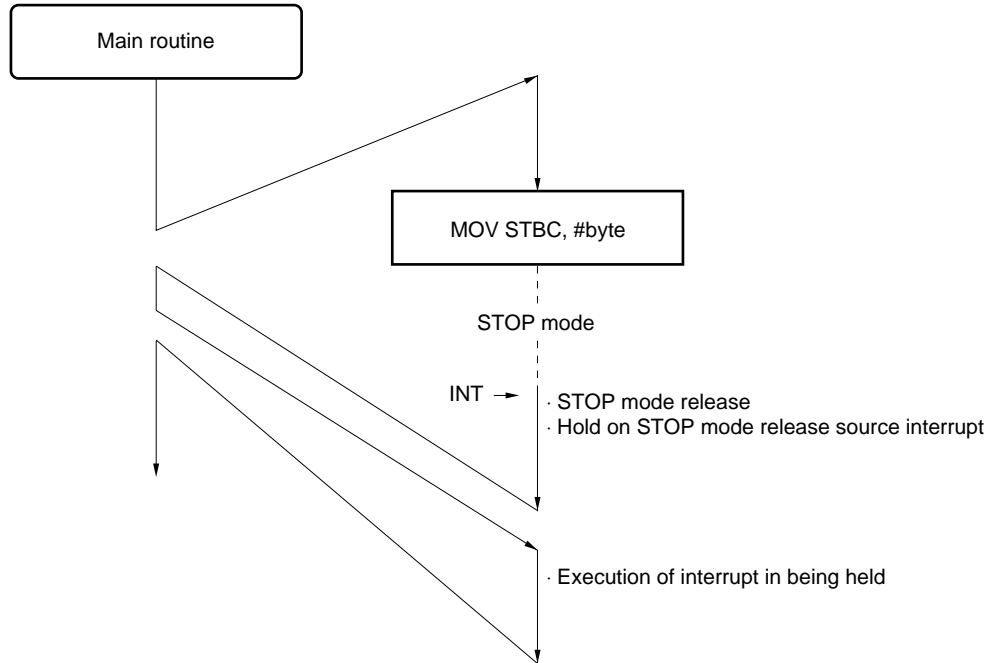 Main routine
MOV STBC, #byte
STOP mode
INT
· STOP mode release
· Hold on STOP mode release source interrupt
· Execution of interrupt in being held